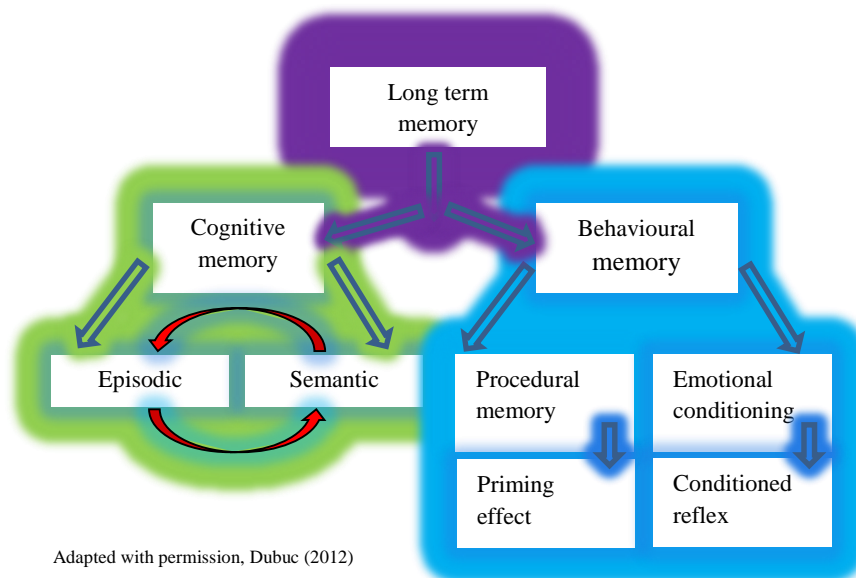 Long term
memory
Cognitive
memory
Behavioural
memory
Episodic
Semantic
Procedural
memory
Emotional
conditioning
Priming
effect
Conditioned
reflex
Adapted with permission, Dubuc (2012)